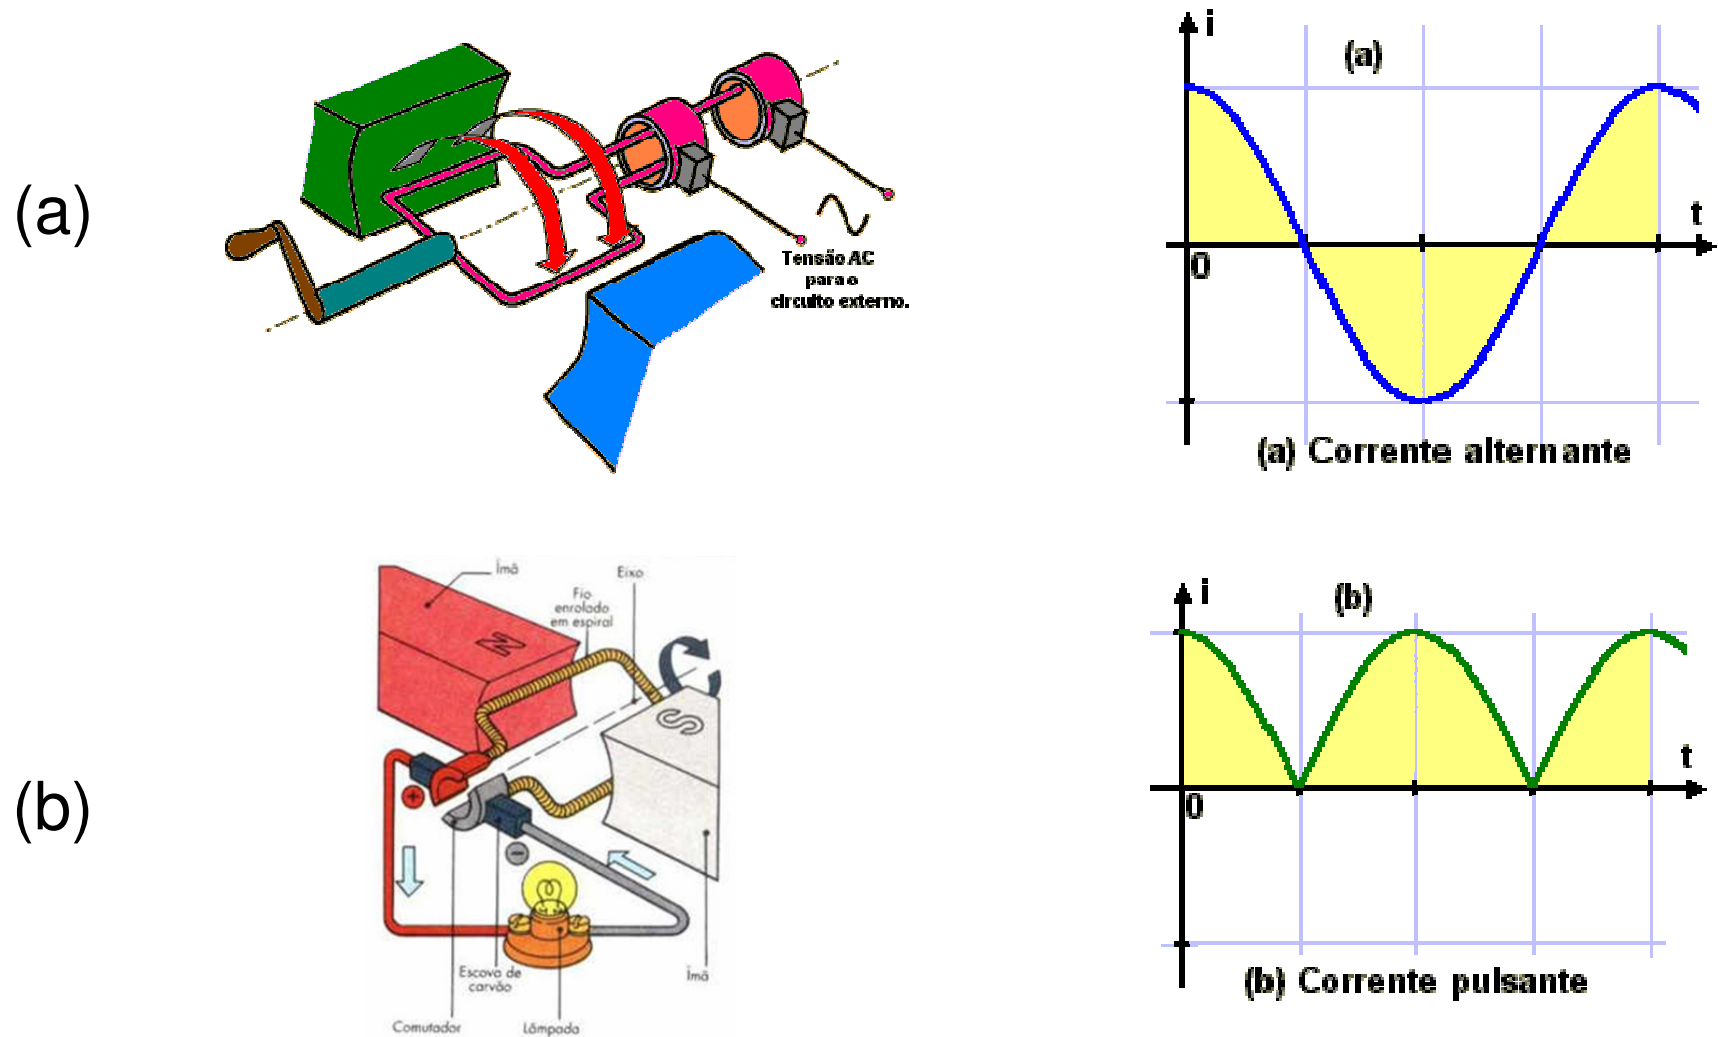 (a)
Tensão AC
para o
circuito externo.
i
(a)
t
0
(a) Corrente alternante
(b)
Ímã
Eixo
Fio
enrolado
em espiral
N
S
+
−
Escova de
carvão
Ímã
Comutador
Lâmpada
i
(b)
t
0
(b) Corrente pulsante